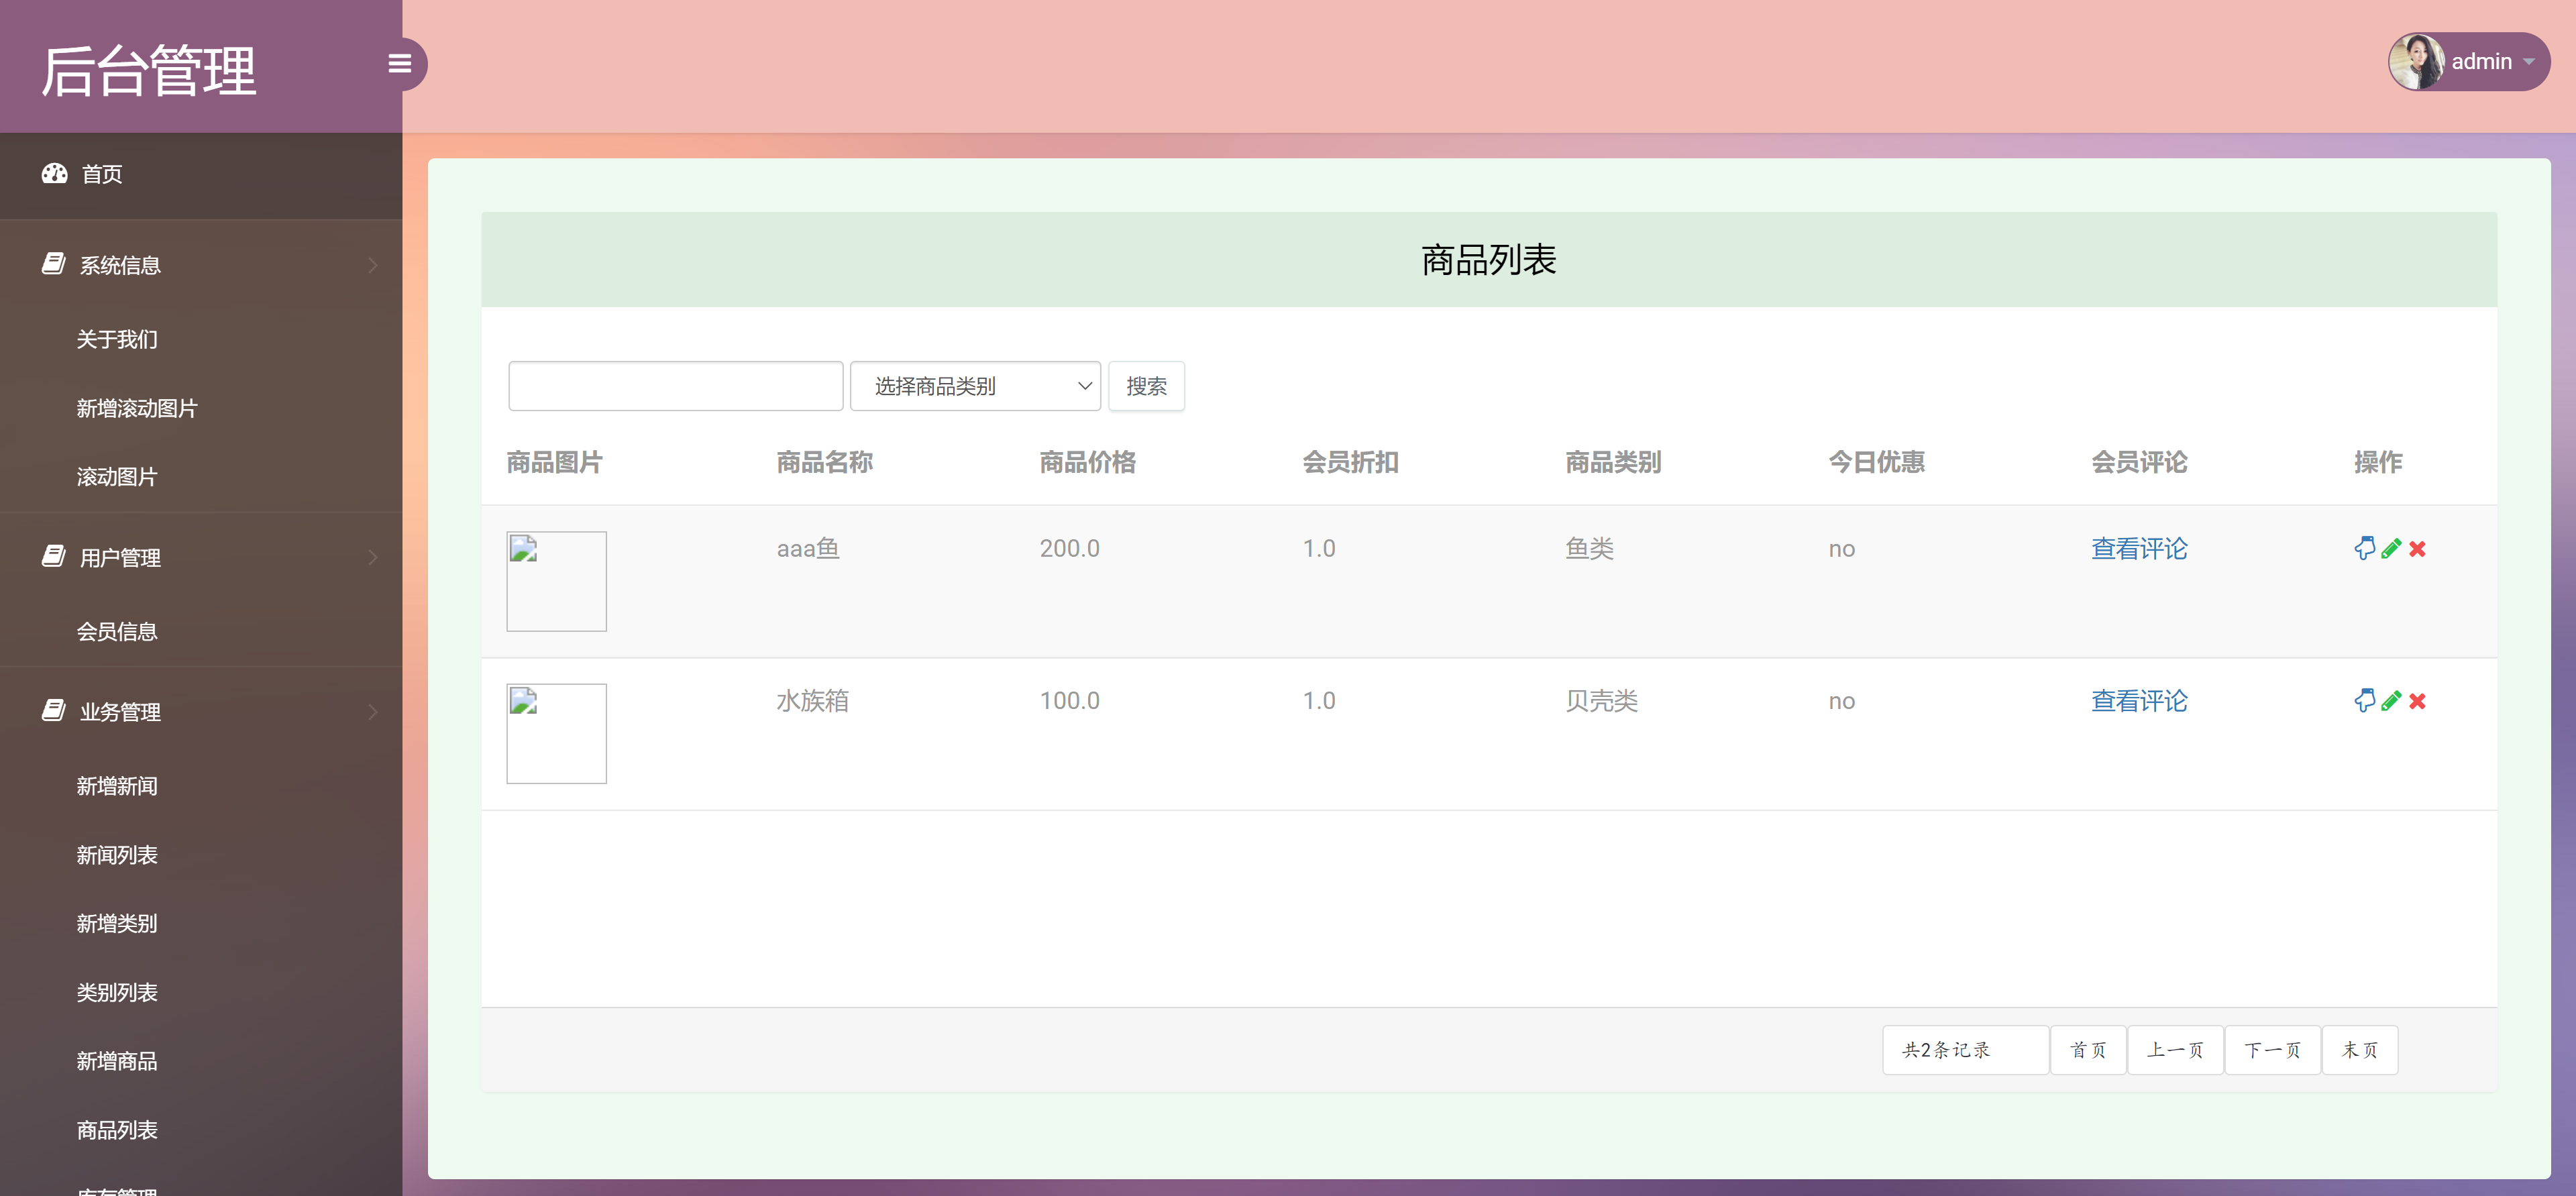 后台管理
admin
首页
系统信息
关于我们
新增滚动图片
滚动图片
用户管理
会员信息
业务管理
新增新闻
新闻列表
新增类别
类别列表
新增商品
商品列表
库存管理
商品列表
选择商品类别 搜索
商品图片 商品名称 商品价格 会员折扣 商品类别 今日优惠 会员评论 操作
aaa鱼 200.0 1.0 鱼类 no 查看评论
水族箱 100.0 1.0 贝壳类 no 查看评论
共2条记录 首页 上一页 下一页 末页